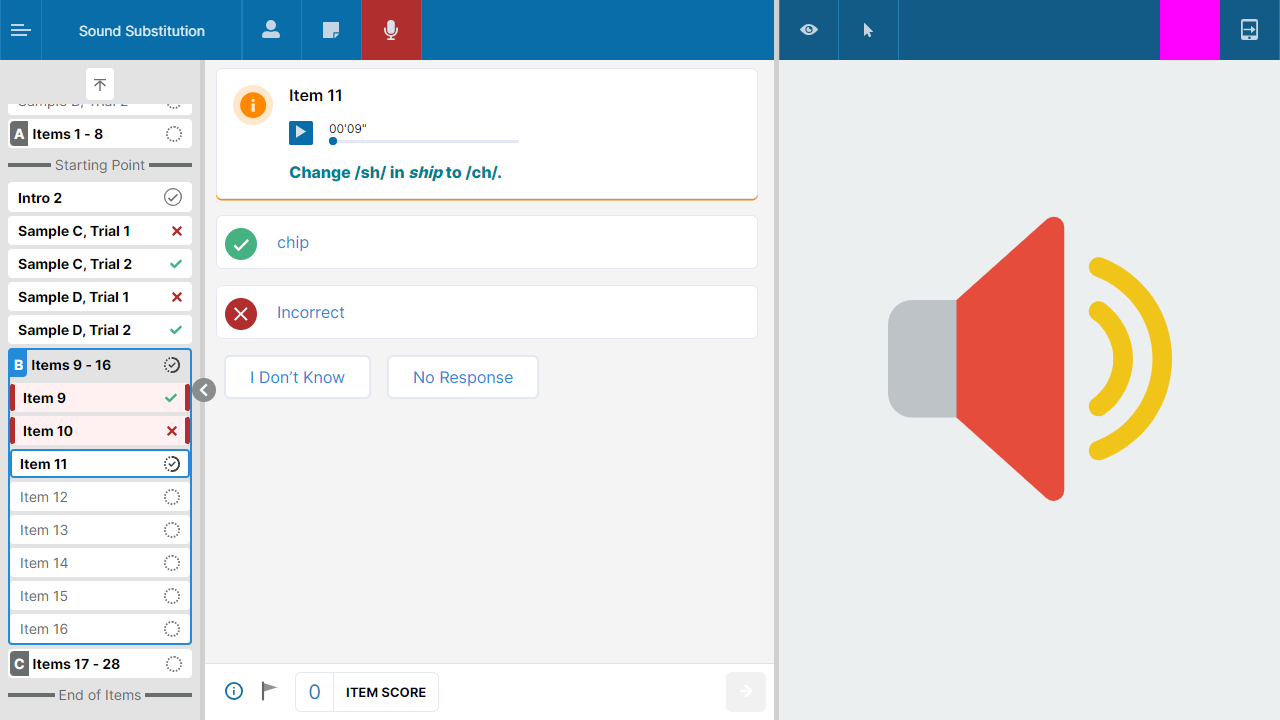 Sound Substitution
A Items 1 - 8
Starting Point
Intro 2
Sample C, Trial 1
Sample C, Trial 2
Sample D, Trial 1
Sample D, Trial 2
B Items 9 - 16
Item 9
Item 10
Item 11
Item 12
Item 13
Item 14
Item 15
Item 16
C Items 17 - 28
End of Items
Item 11
00'09"
Change /sh/ in ship to /ch/.
chip
Incorrect
I Don’t Know No Response
0 ITEM SCORE